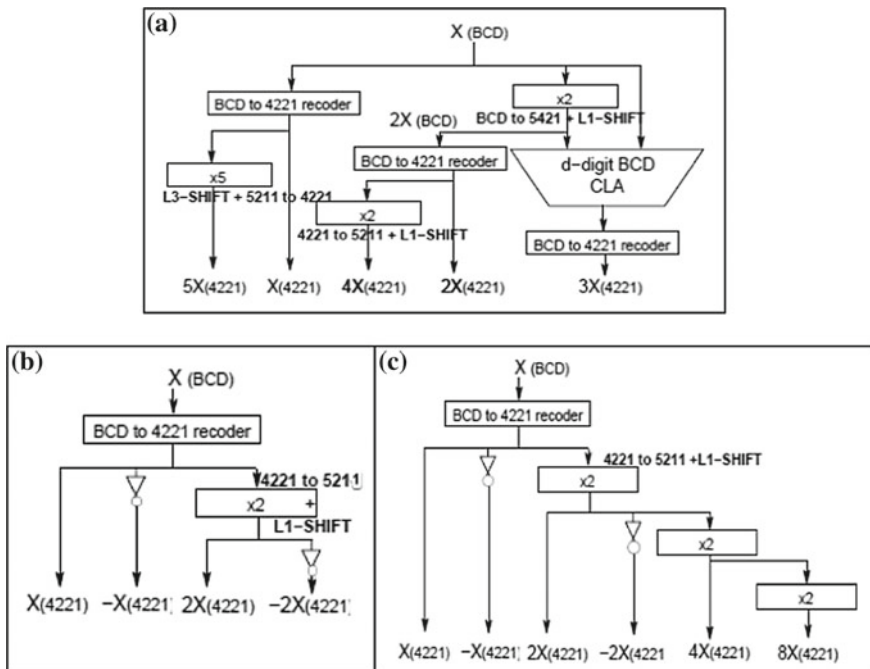 (a)
X (BCD)
BCD to 4221 recoder
x2
2X (BCD)
BCD to 5421 + L1-SHIFT
BCD to 4221 recoder
d-digit BCD
CLA
x5
L3-SHIFT + 5211 to 4221
x2
4221 to 5211 + L1-SHIFT
BCD to 4221 recoder
5X(4221)
X(4221)
4X(4221)
2X(4221)
3X(4221)
(b)
X (BCD)
BCD to 4221 recoder
4221 to 5211
x2 +
L1-SHIFT
X(4221)
-X(4221)
2X(4221)
-2X(4221)
(c)
X (BCD)
BCD to 4221 recoder
4221 to 5211 +L1-SHIFT
x2
x2
x2
X(4221)
-X(4221)
2X(4221)
-2X(4221
4X(4221)
8X(4221)